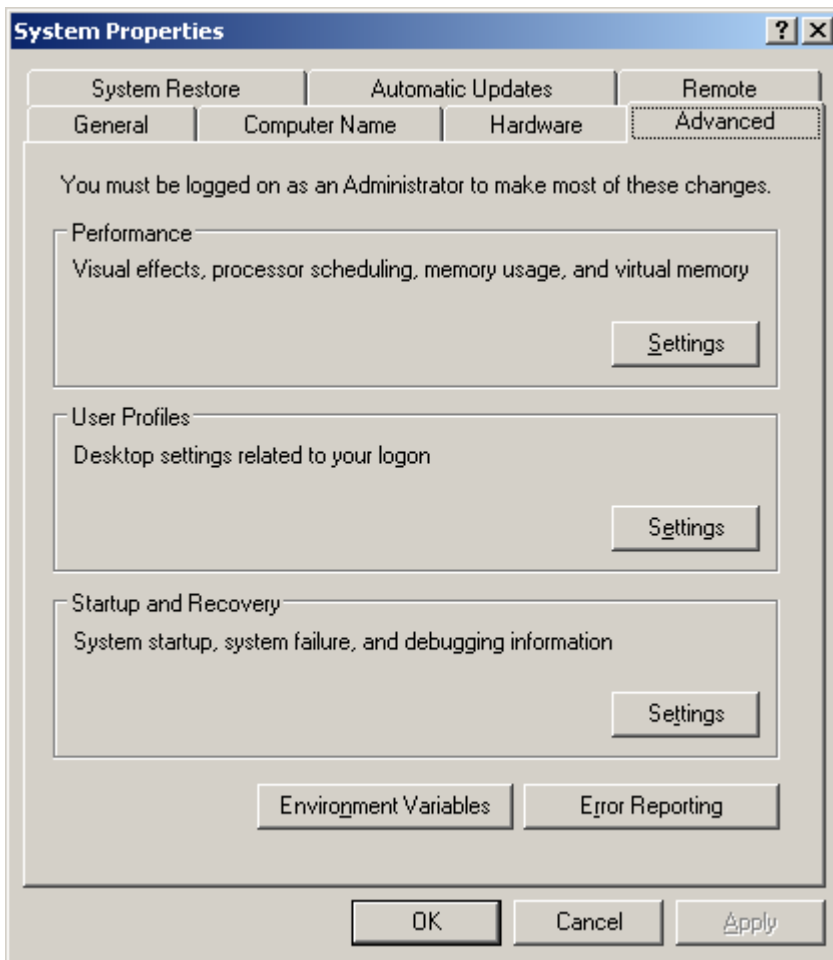 System Properties
System Restore Automatic Updates Remote
General Computer Name Hardware Advanced
You must be logged on as an Administrator to make most of these changes.
Performance
Visual effects, processor scheduling, memory usage, and virtual memory
Settings
User Profiles
Desktop settings related to your logon
Settings
Startup and Recovery
System startup, system failure, and debugging information
Settings
Environment Variables Error Reporting
OK Cancel Apply